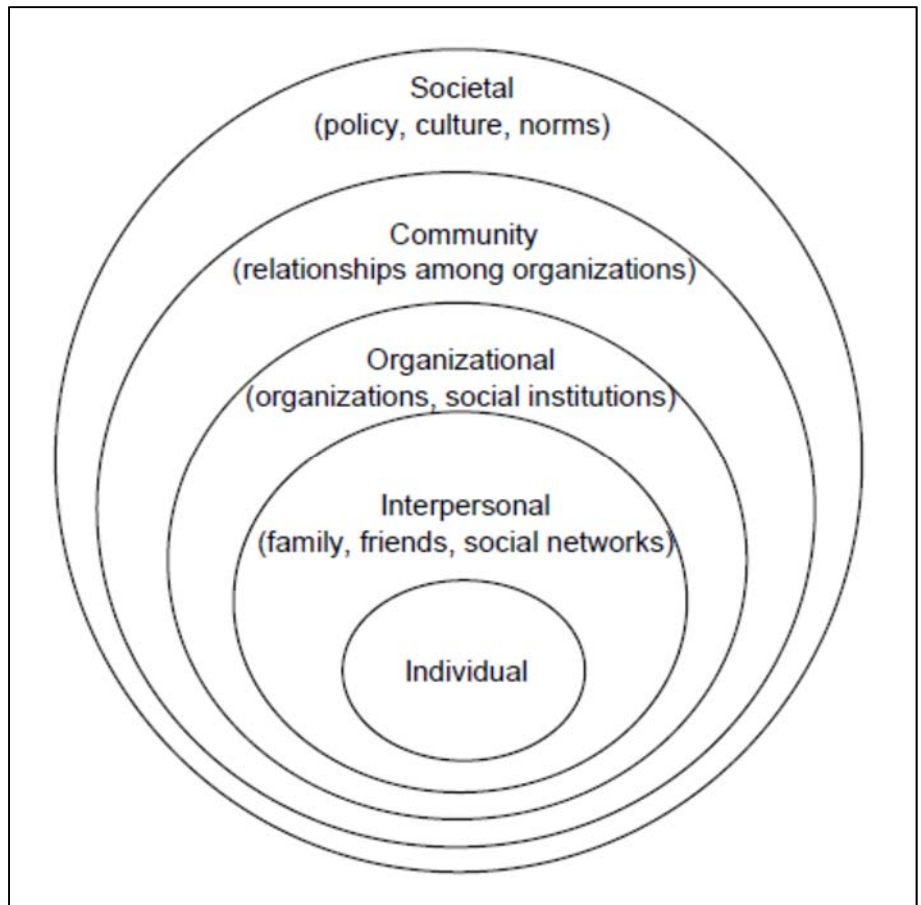 Societal
(policy, culture, norms)
Community
(relationships among organizations)
Organizational
(organizations, social institutions)
Interpersonal
(family, friends, social networks)
Individual